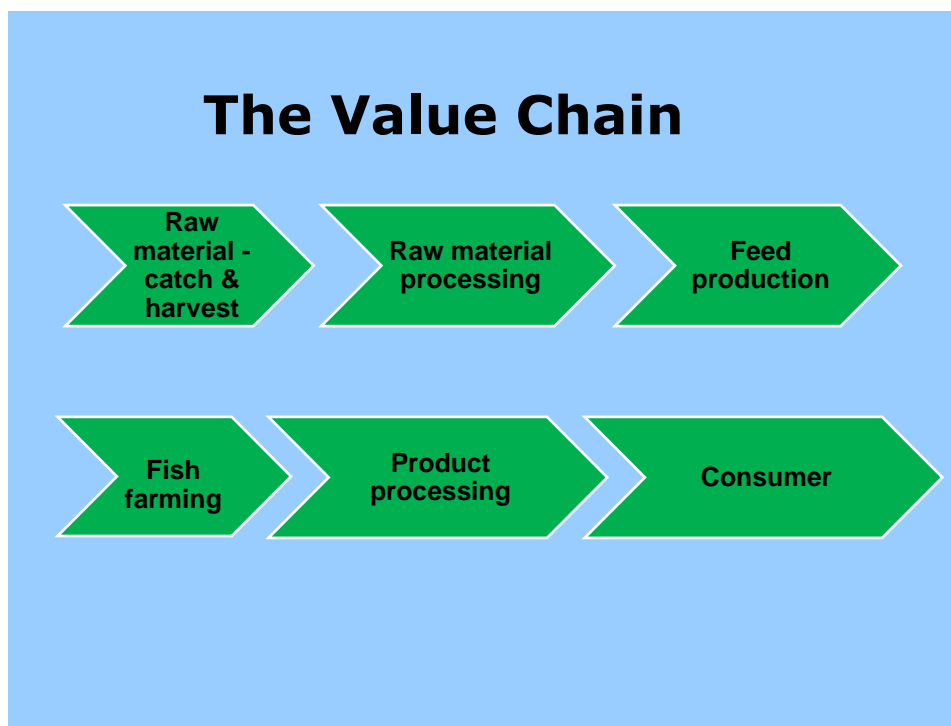 The Value Chain
Raw
material -
catch &
harvest
Raw material
processing
Feed
production
Fish
farming
Product
processing
Consumer